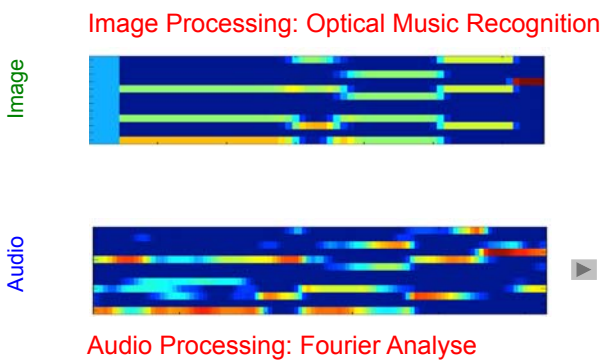 Image Processing: Optical Music Recognition
Image
Audio
Audio Processing: Fourier Analyse